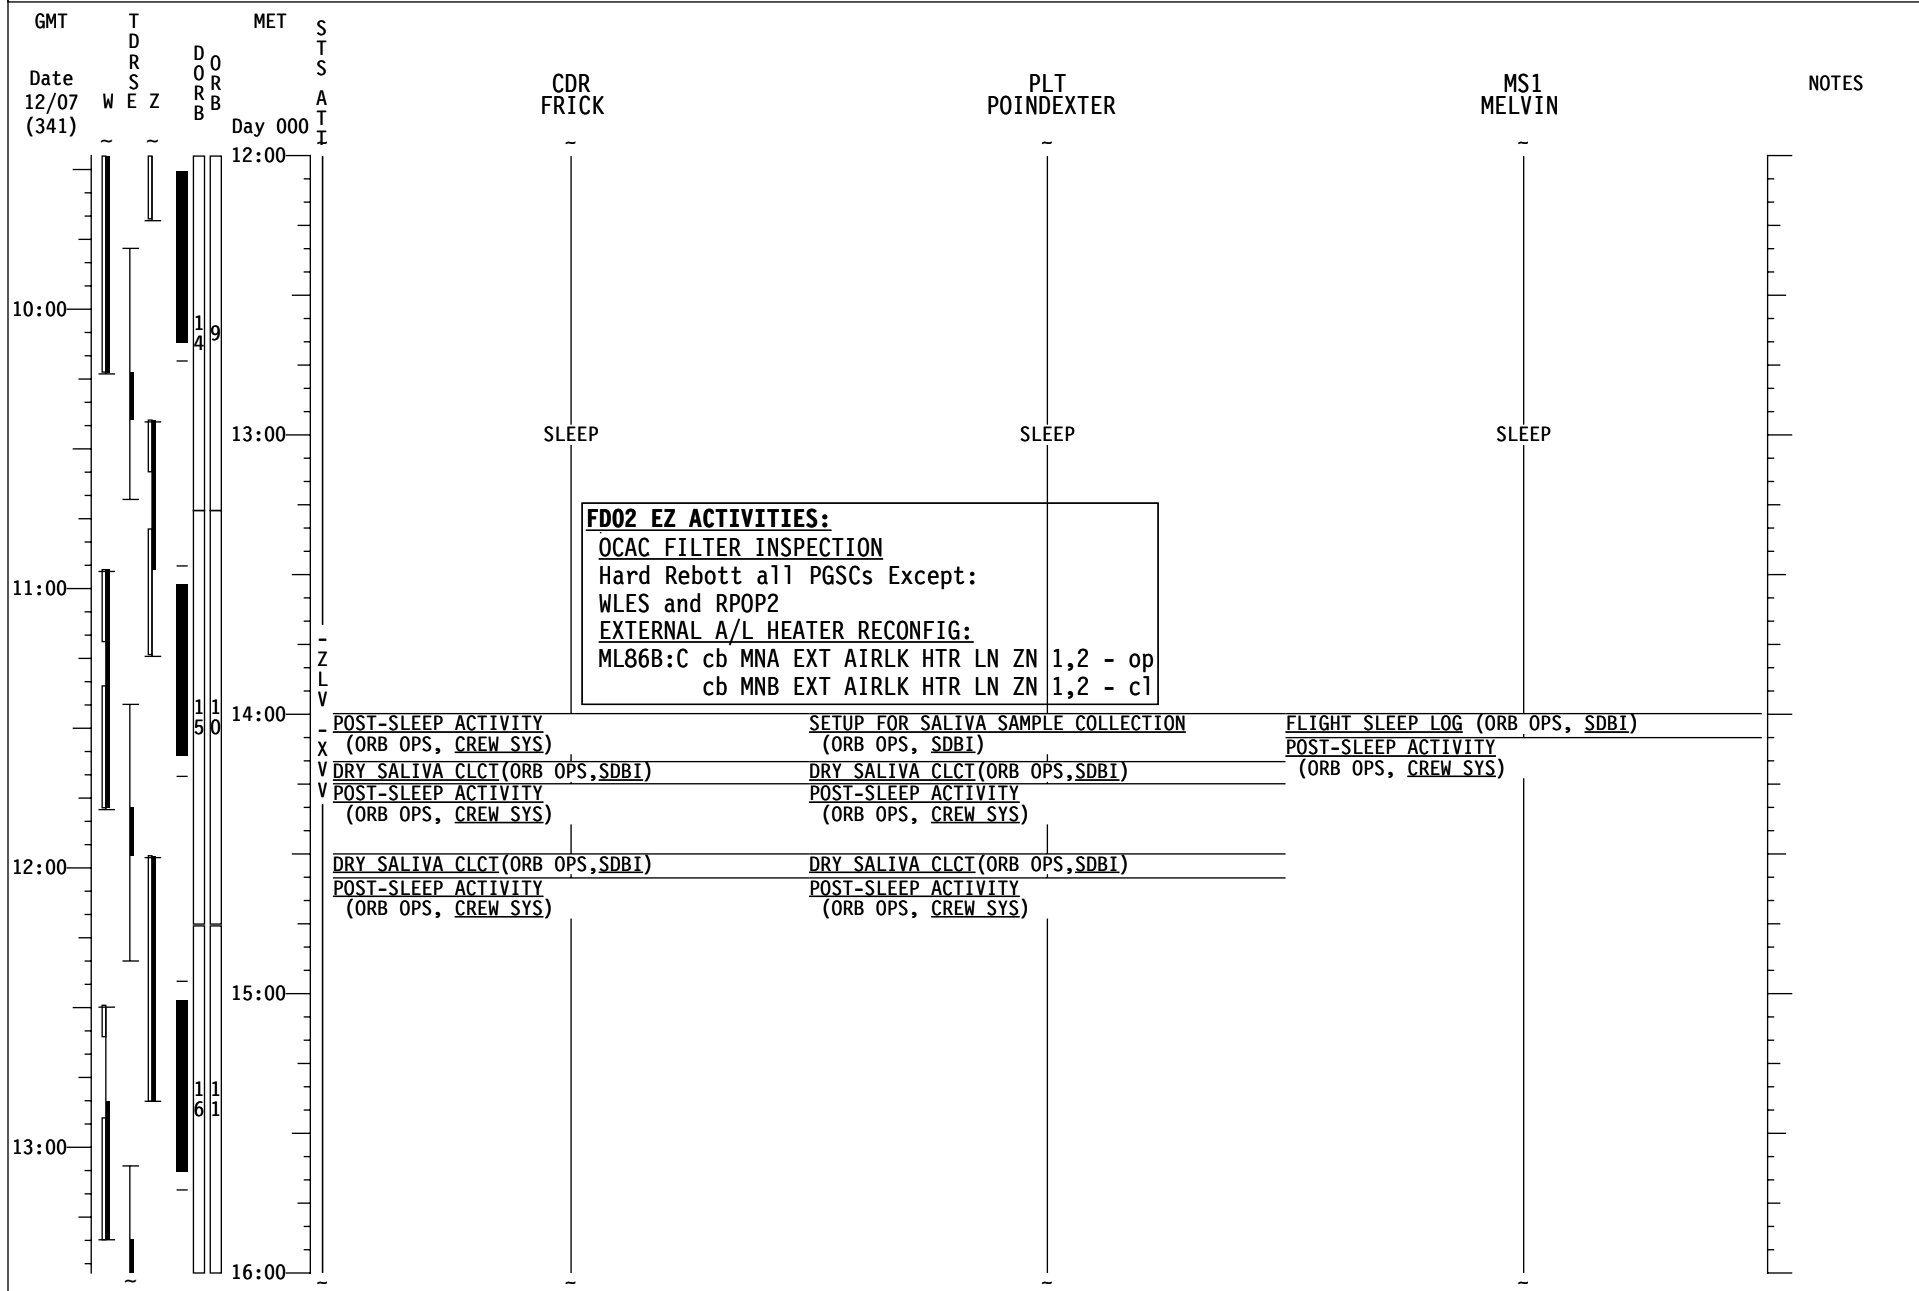 GMT
TDRS
MET
STS ATT
DORB
ORB
Date
12/07
(341)
W E Z
Day 000
CDR
FRICK
PLT
POINDEXTER
MS1
MELVIN
NOTES
~ ~ ~ ~ ~
12:00
10:00
14
9
13:00
SLEEP
SLEEP
SLEEP
FD02 EZ ACTIVITIES:
OCAC FILTER INSPECTION
Hard Rebott all PGSCs Except:
WLES and RPOP2
EXTERNAL A/L HEATER RECONFIG:
ML86B:C cb MNA EXT AIRLK HTR LN ZN 1,2 - op
cb MNB EXT AIRLK HTR LN ZN 1,2 - cl
11:00
-ZLV -XVV
15
10
14:00
POST-SLEEP ACTIVITY
(ORB OPS, CREW SYS)
DRY SALIVA CLCT(ORB OPS,SDBI)
POST-SLEEP ACTIVITY
(ORB OPS, CREW SYS)
DRY SALIVA CLCT(ORB OPS,SDBI)
POST-SLEEP ACTIVITY
(ORB OPS, CREW SYS)
SETUP FOR SALIVA SAMPLE COLLECTION
(ORB OPS, SDBI)
DRY SALIVA CLCT(ORB OPS,SDBI)
POST-SLEEP ACTIVITY
(ORB OPS, CREW SYS)
DRY SALIVA CLCT(ORB OPS,SDBI)
POST-SLEEP ACTIVITY
(ORB OPS, CREW SYS)
FLIGHT SLEEP LOG (ORB OPS, SDBI)
POST-SLEEP ACTIVITY
(ORB OPS, CREW SYS)
12:00
15:00
16
11
13:00
16:00
~ ~ ~ ~ ~